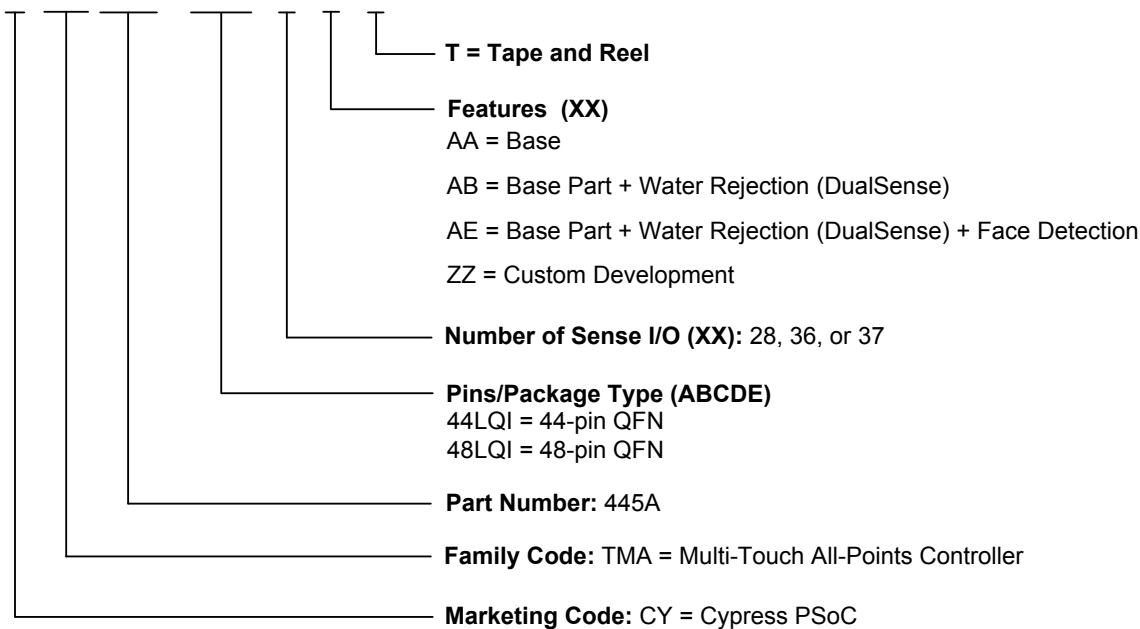 T = Tape and Reel
Features (XX)
AA = Base
AB = Base Part + Water Rejection (DualSense)
AE = Base Part + Water Rejection (DualSense) + Face Detection
ZZ = Custom Development
Number of Sense I/O (XX): 28, 36, or 37
Pins/Package Type (ABCDE)
44LQI = 44-pin QFN
48LQI = 48-pin QFN
Part Number: 445A
Family Code: TMA = Multi-Touch All-Points Controller
Marketing Code: CY = Cypress PSoC